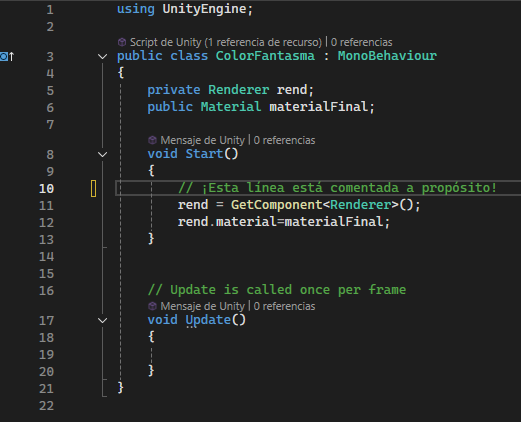 1 using UnityEngine;
2
Script de Unity (1 referencia de recurso) | 0 referencias
3 public class ColorFantasma : MonoBehaviour
4 {
5 private Renderer rend;
6 public Material materialFinal;
7
Mensaje de Unity | 0 referencias
8 void Start()
9 {
10 // ¡Esta línea está comentada a propósito!
11 rend = GetComponent<Renderer>();
12 rend.material=materialFinal;
13 }
14
15
16 // Update is called once per frame
Mensaje de Unity | 0 referencias
17 void Update()
18 {
19
20 }
21 }
22